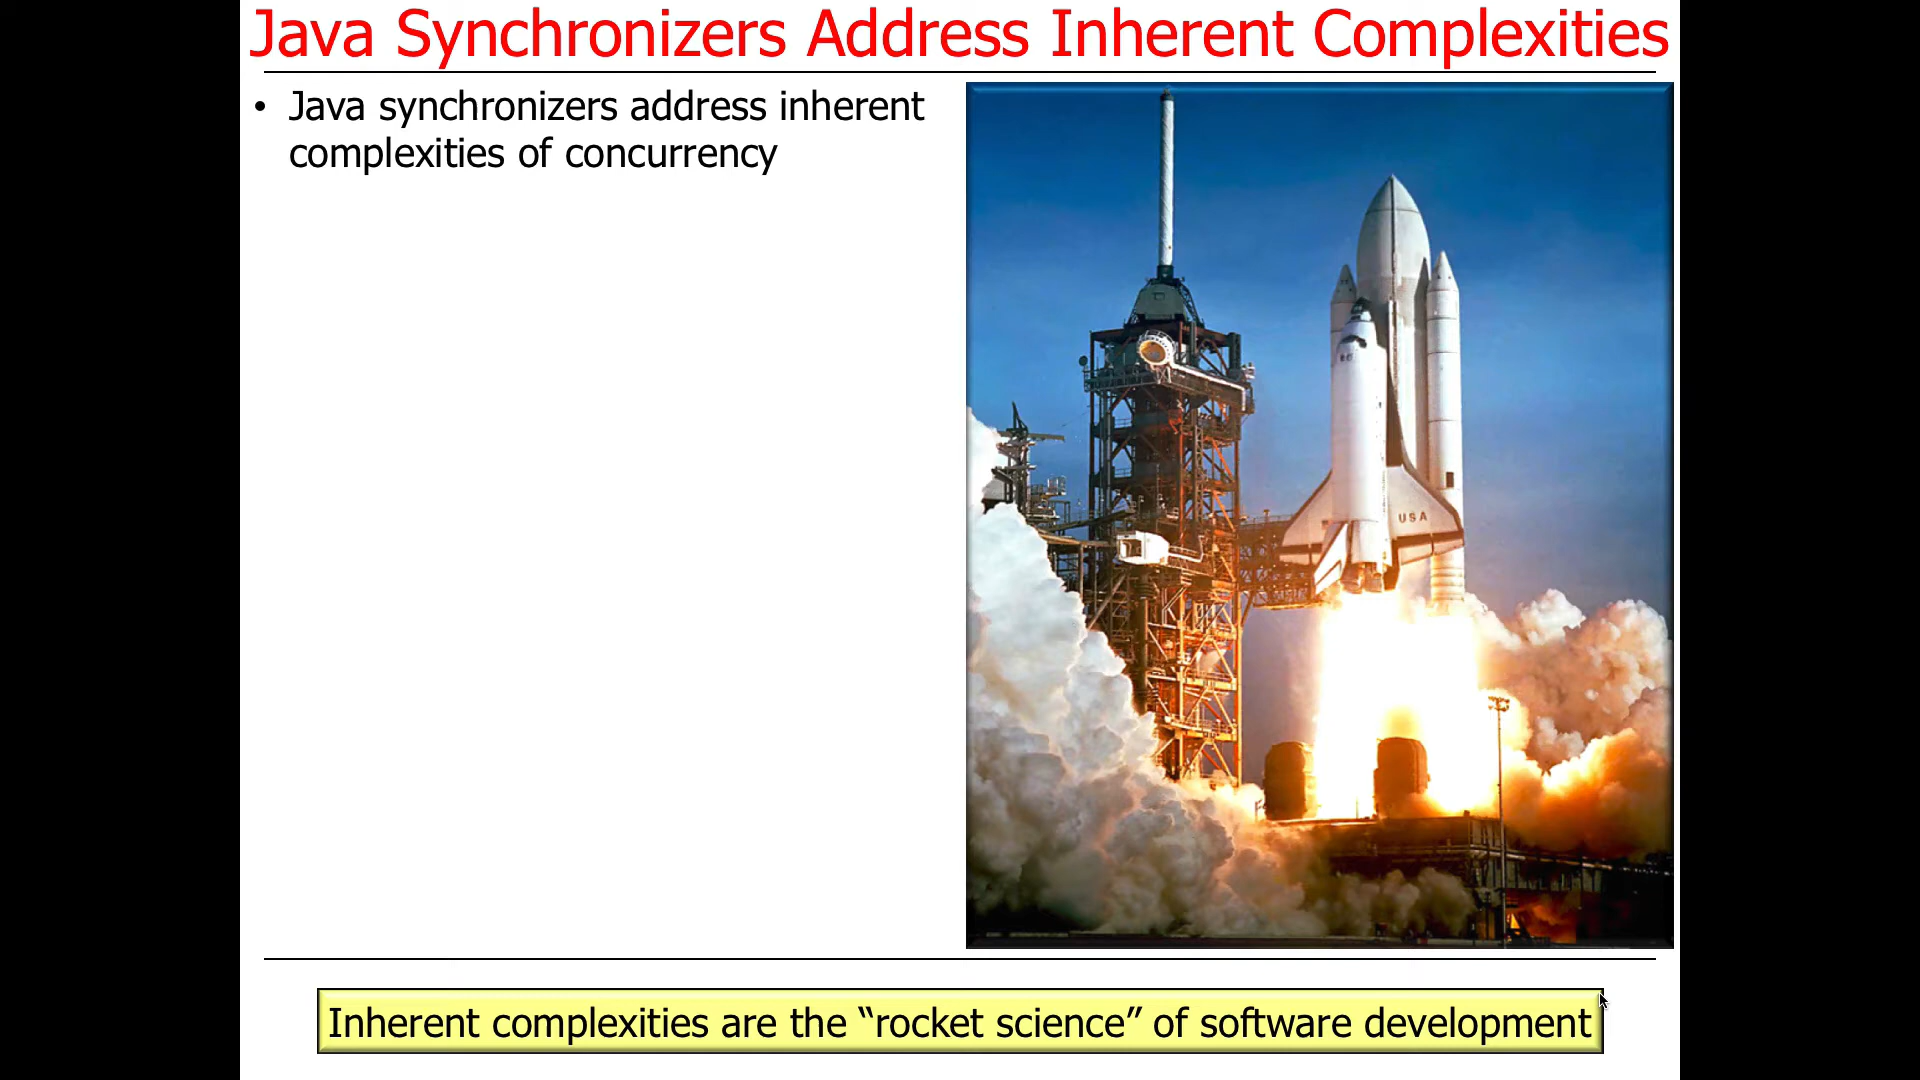 Java Synchronizers Address Inherent Complexities
• Java synchronizers address inherent
complexities of concurrency
USA
Inherent complexities are the “rocket science” of software development